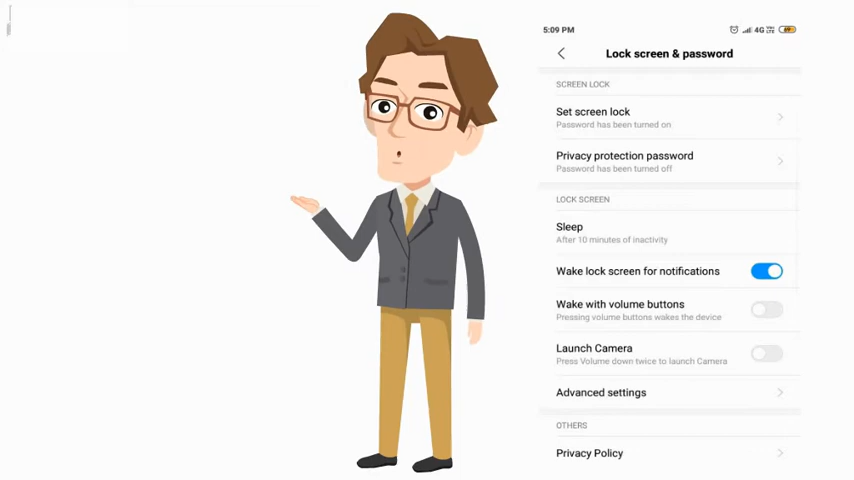 5:09 PM
4G
VoLTE
Lock screen & password
SCREEN LOCK
Set screen lock
Password has been turned on
Privacy protection password
Password has been turned off
LOCK SCREEN
Sleep
After 10 minutes of inactivity
Wake lock screen for notifications
Wake with volume buttons
Pressing volume buttons wakes the device
Launch Camera
Press Volume down twice to launch Camera
Advanced settings
OTHERS
Privacy Policy